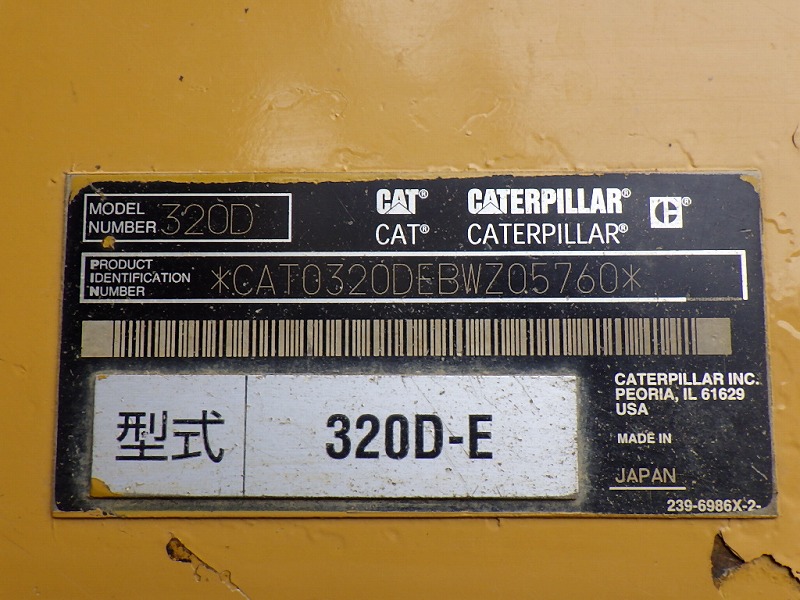 MODEL NUMBER 320D
CAT® CATERPILLAR® C
CAT® CATERPILLAR®
PRODUCT IDENTIFICATION NUMBER *CAT0320DEBWZ05760*
型式 320D-E
CATERPILLAR INC.
PEORIA, IL 61629
USA
MADE IN
JAPAN
239-6986X-2-